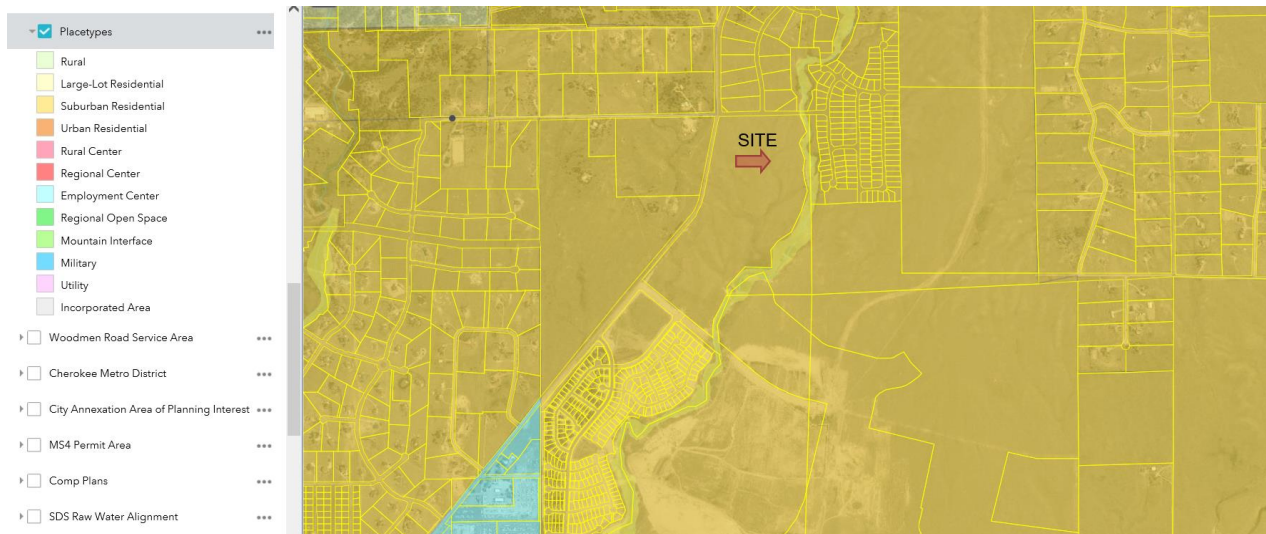 Placetypes
Rural
Large-Lot Residential
Suburban Residential
Urban Residential
Rural Center
Regional Center
Employment Center
Regional Open Space
Mountain Interface
Military
Utility
Incorporated Area
Woodmen Road Service Area
Cherokee Metro District
City Annexation Area of Planning Interest
MS4 Permit Area
Comp Plans
SDS Raw Water Alignment
SITE